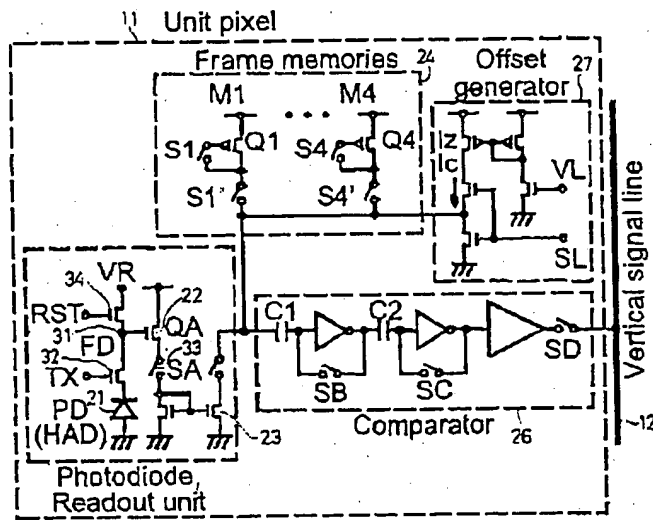 11 Unit pixel
Frame memories 24
Offset generator 27
M1 • • • M4
S1 Q1 S4 Q4
Iz
Ic
VL
S1' S4'
SL
34 VR
RST 22
31 QA
FD 33
32 SA
TX
21
PD
(HAD) 23
Photodiode,
Readout unit
C1 C2
SB SC SD
Comparator 26
Vertical signal line
12